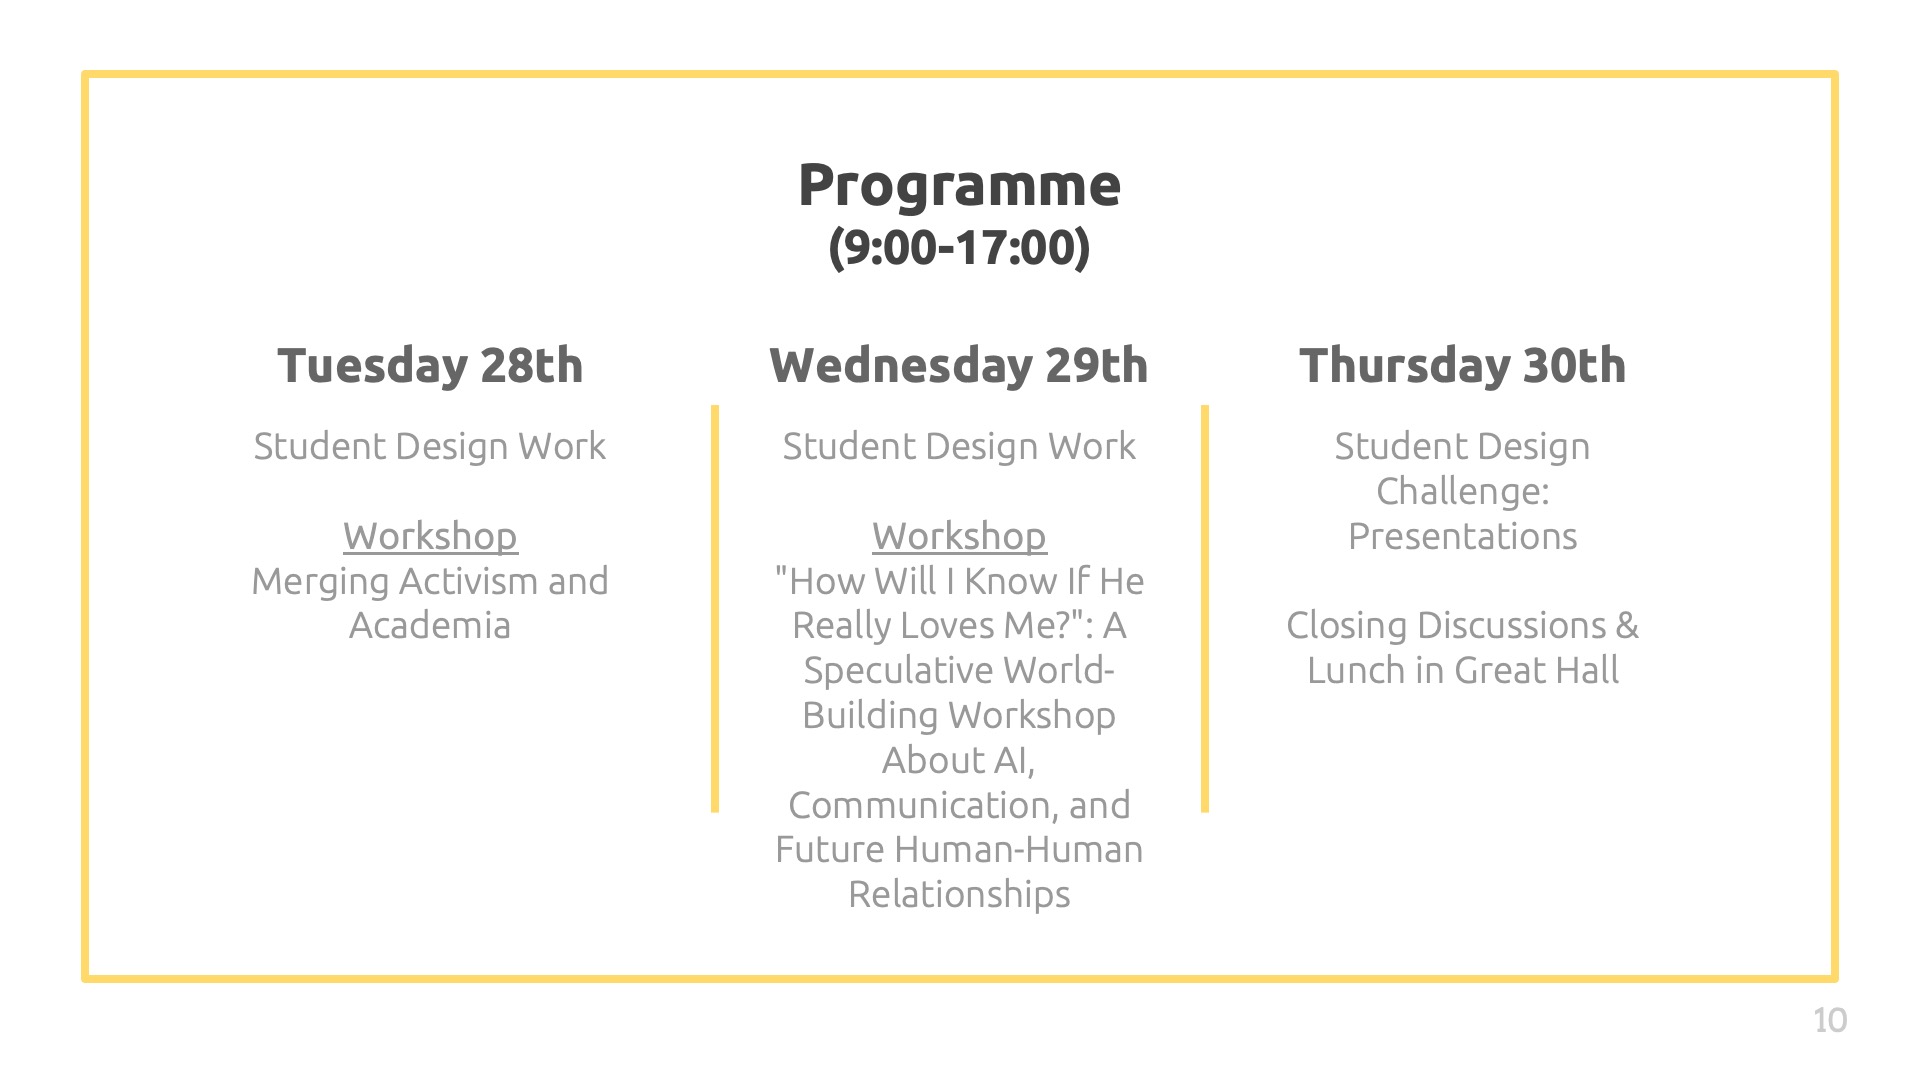 Programme
(9:00-17:00)
Tuesday 28th
Student Design Work
Workshop
Merging Activism and
Academia
Wednesday 29th
Student Design Work
Workshop
"How Will I Know If He
Really Loves Me?": A
Speculative World-
Building Workshop
About AI,
Communication, and
Future Human-Human
Relationships
Thursday 30th
Student Design
Challenge:
Presentations
Closing Discussions &
Lunch in Great Hall
10